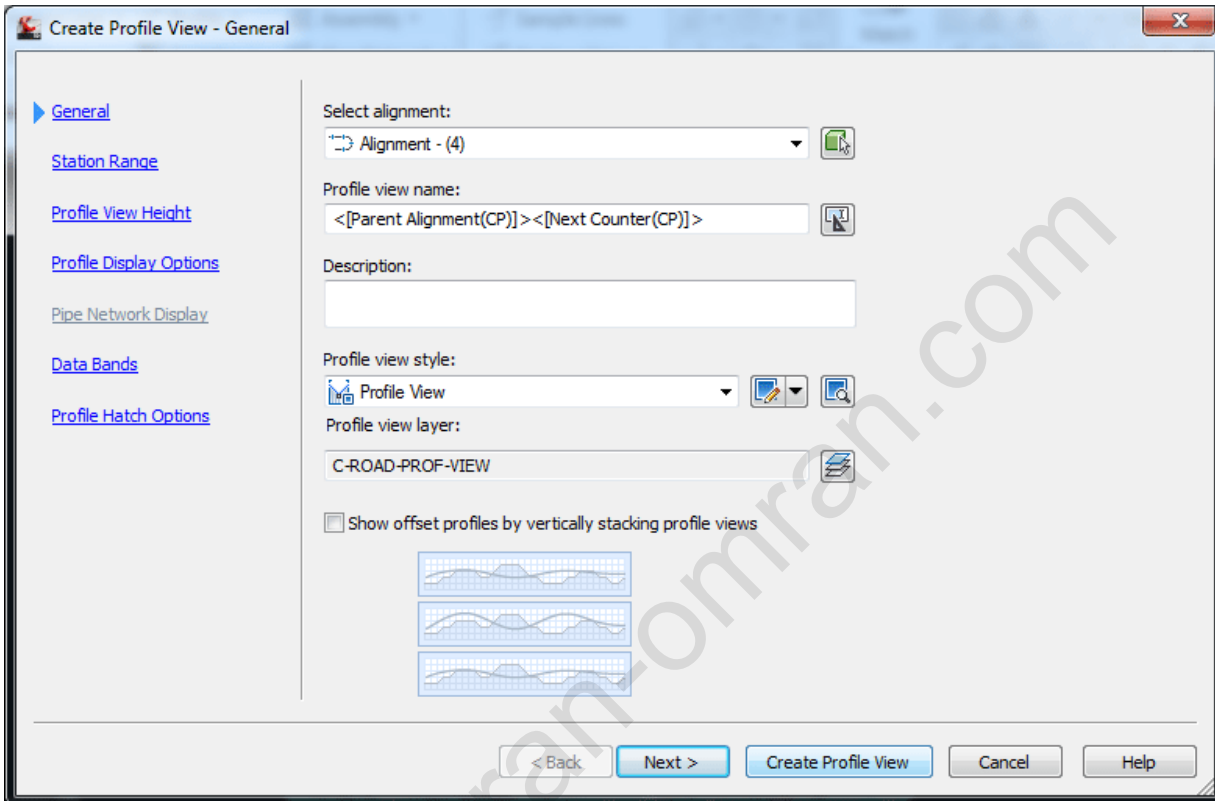 Create Profile View - General
General
Station Range
Profile View Height
Profile Display Options
Pipe Network Display
Data Bands
Profile Hatch Options
Select alignment:
Alignment - (4)
Profile view name:
<[Parent Alignment(CP)]><[Next Counter(CP)]>
Description:
Profile view style:
Profile View
Profile view layer:
C-ROAD-PROF-VIEW
Show offset profiles by vertically stacking profile views
< Back
Next >
Create Profile View
Cancel
Help
ran-omran.com